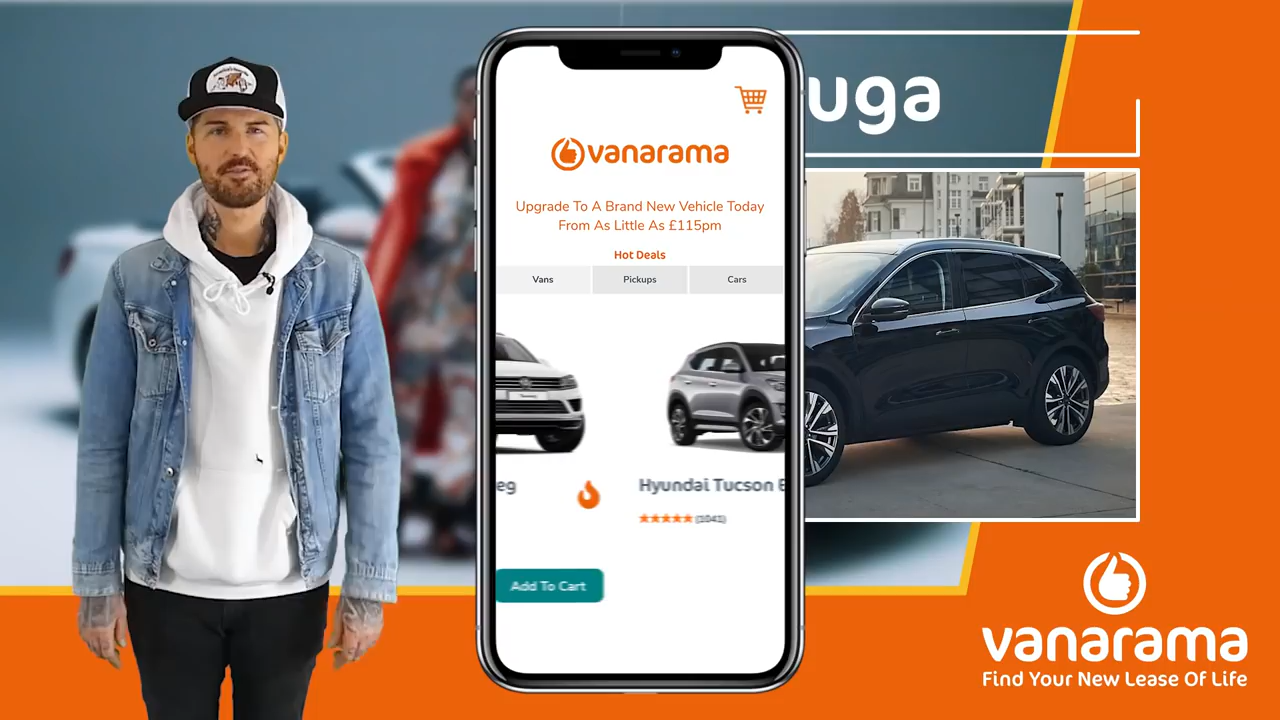 uga
vanarama
Upgrade To A Brand New Vehicle Today
From As Little As £115pm
Hot Deals
Vans
Pickups
Cars
eg
Hyundai Tucson E
(1041)
Add To Cart
vanarama
Find Your New Lease Of Life